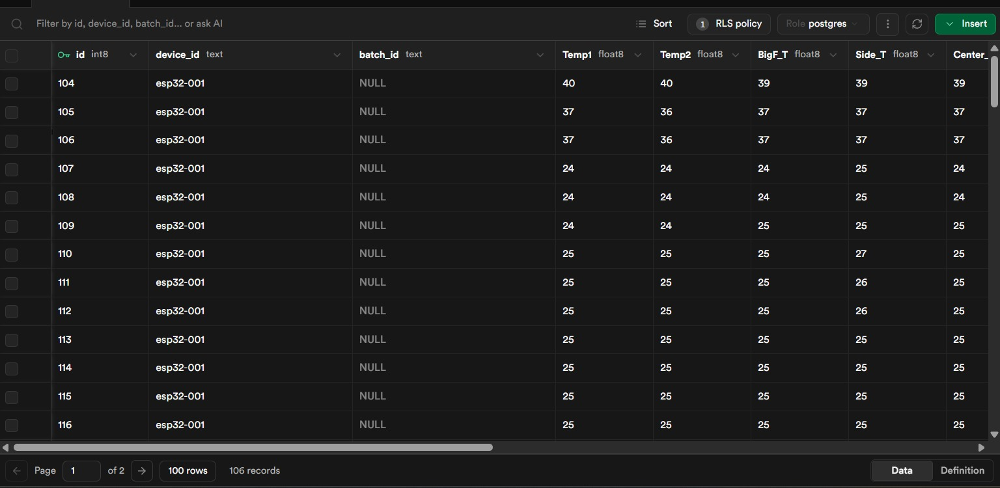 Filter by id, device_id, batch_id... or ask AI Sort 1 RLS policy Role postgres Insert
id int8 device_id text batch_id text Temp1 float8 Temp2 float8 BigF_T float8 Side_T float8 Center_
104 esp32-001 NULL 40 40 39 39 39
105 esp32-001 NULL 37 36 37 37 37
106 esp32-001 NULL 37 36 37 37 37
107 esp32-001 NULL 24 24 24 25 24
108 esp32-001 NULL 24 24 24 25 24
109 esp32-001 NULL 24 24 25 25 25
110 esp32-001 NULL 25 25 25 27 25
111 esp32-001 NULL 25 25 25 26 25
112 esp32-001 NULL 25 25 25 26 25
113 esp32-001 NULL 25 25 25 25 25
114 esp32-001 NULL 25 25 25 25 25
115 esp32-001 NULL 25 25 25 25 25
116 esp32-001 NULL 25 25 25 25 25
Page 1 of 2 100 rows 106 records Data Definition